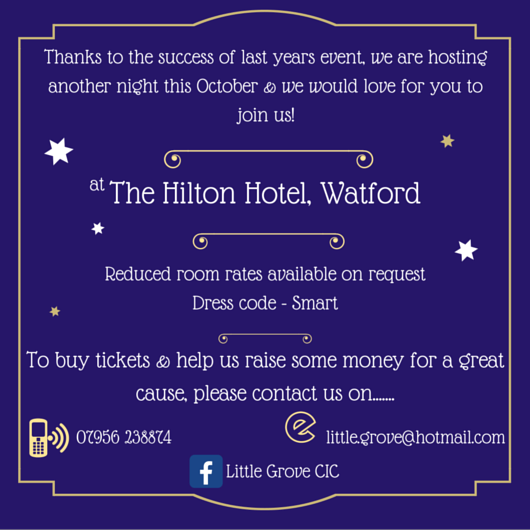 Thanks to the success of last years event, we are hosting
another night this October & we would love for you to
join us!
at The Hilton Hotel, Watford
Reduced room rates available on request
Dress code - Smart
To buy tickets & help us raise some money for a great
cause, please contact us on.......
07956 238874
little.grove@hotmail.com
Little Grove CIC